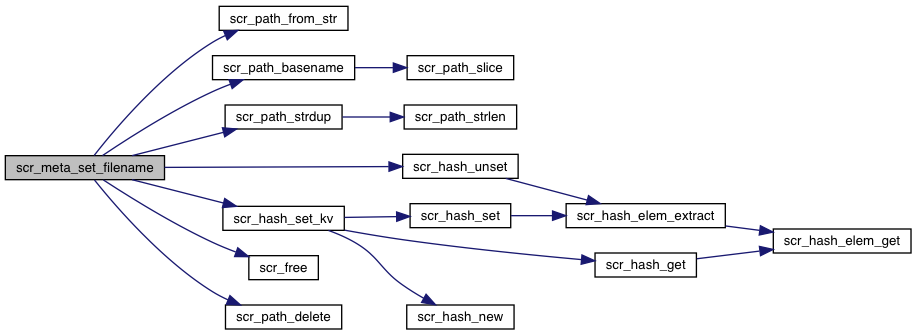 scr_path_from_str
scr_path_basename
scr_path_slice
scr_path_strdup
scr_path_strlen
scr_meta_set_filename
scr_hash_unset
scr_hash_set_kv
scr_hash_set
scr_hash_elem_extract
scr_hash_elem_get
scr_free
scr_hash_get
scr_path_delete
scr_hash_new